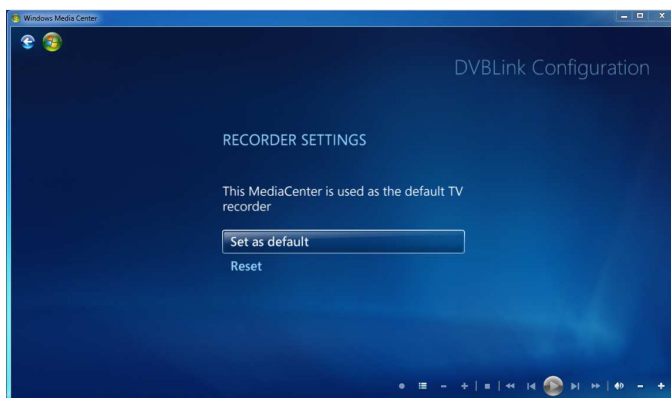 Windows Media Center
DVBLink Configuration
RECORDER SETTINGS
This MediaCenter is used as the default TV
recorder
Set as default
Reset